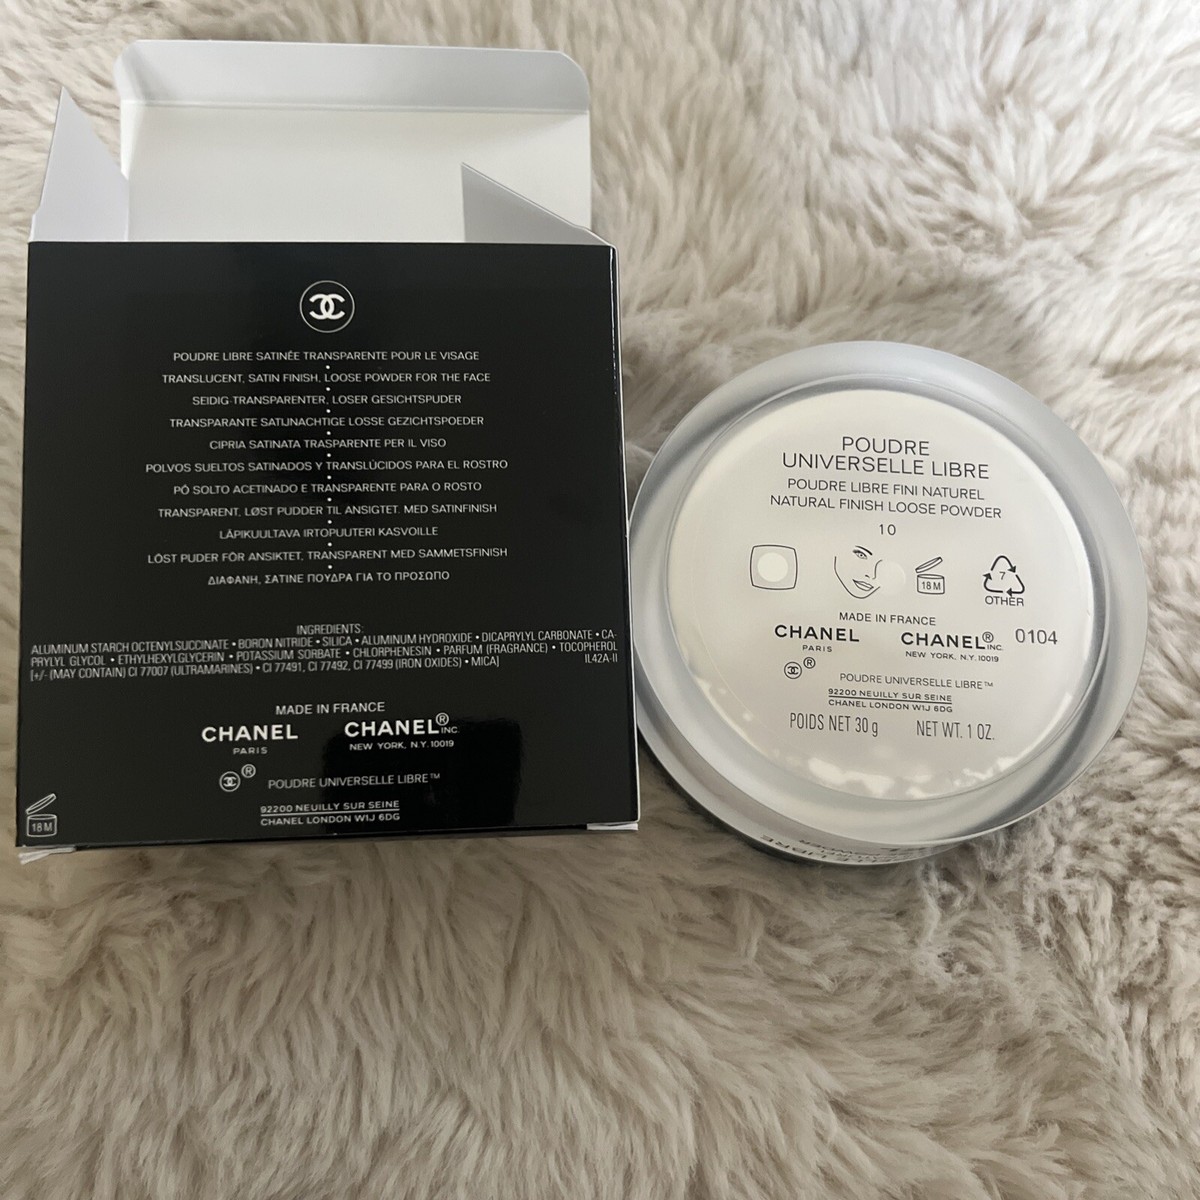 POUDRE LIBRE SATINÉE TRANSPARENTE POUR LE VISAGE
•
TRANSLUCENT, SATIN FINISH, LOOSE POWDER FOR THE FACE
•
SEIDIG-TRANSPARENTER, LOSER GESICHTSPUDER
•
TRANSPARANTE SATIJNACHTIGE LOSSE GEZICHTSPOEDER
•
CIPRIA SATINATA TRASPARENTE PER IL VISO
•
POLVOS SUELTOS SATINADOS Y TRANSLÚCIDOS PARA EL ROSTRO
•
PÓ SOLTO ACETINADO E TRANSPARENTE PARA O ROSTO
•
TRANSPARENT, LØST PUDDER TIL ANSIGTET. MED SATINFINISH
•
LÄPIKUULTAVA IRTOPUUTERI KASVOILLE
•
LÖST PUDER FÖR ANSIKTET, TRANSPARENT MED SAMMETSFINISH
•
ΔΙΑΦΑΝΗ, ΣΑΤΙΝΕ ΠΟΥΔΡΑ ΓΙΑ ΤΟ ΠΡΟΣΩΠΟ
INGREDIENTS:
ALUMINUM STARCH OCTENYLSUCCINATE • BORON NITRIDE • SILICA • ALUMINUM HYDROXIDE • DICAPRYLYL CARBONATE • CA-
PRYLYL GLYCOL • ETHYLHEXYLGLYCERIN • POTASSIUM SORBATE • CHLORPHENESIN • PARFUM (FRAGRANCE) • TOCOPHEROL
[+/- (MAY CONTAIN) CI 77007 (ULTRAMARINES) • CI 77491, CI 77492, CI 77499 (IRON OXIDES) • MICA] IL42A-II
MADE IN FRANCE
CHANEL CHANEL® INC.
PARIS NEW YORK, N.Y. 10019
® POUDRE UNIVERSELLE LIBRE™
92200 NEUILLY SUR SEINE
CHANEL LONDON W1J 6DG
18 M
POUDRE
UNIVERSELLE LIBRE
POUDRE LIBRE FINI NATUREL
NATURAL FINISH LOOSE POWDER
10
18 M
7
OTHER
MADE IN FRANCE
CHANEL CHANEL® INC. 0104
PARIS NEW YORK, N.Y. 10019
® POUDRE UNIVERSELLE LIBRE™
92200 NEUILLY SUR SEINE
CHANEL LONDON W1J 6DG
POIDS NET 30 g NET WT. 1 OZ.